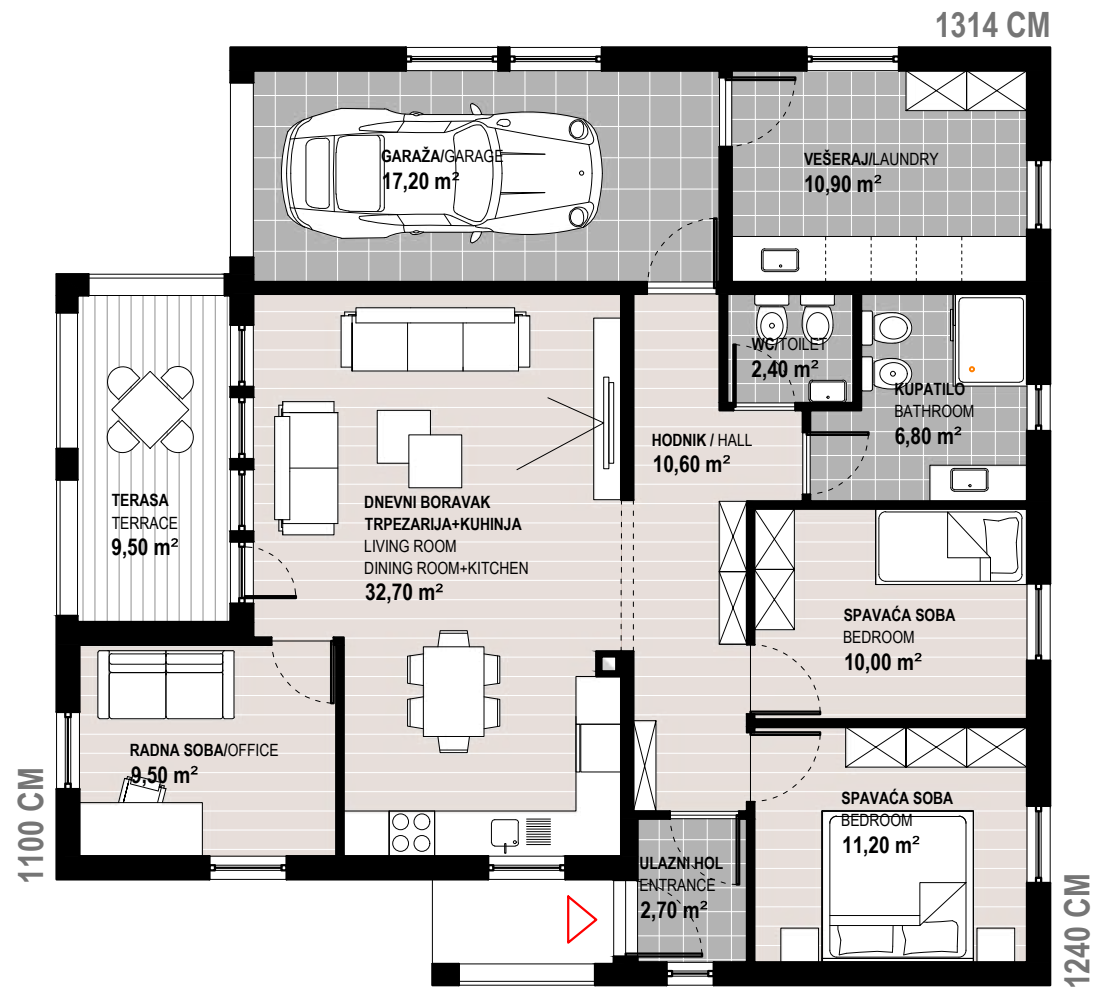 1314 CM
GARAŽA/GARAGE
17,20 m²
VEŠERAJ/LAUNDRY
10,90 m²
WC/TOILET
2,40 m²
KUPATILO
BATHROOM
6,80 m²
HODNIK / HALL
10,60 m²
TERASA
TERRACE
9,50 m²
DNEVNI BORAVAK
TRPEZARIJA+KUHINJA
LIVING ROOM
DINING ROOM+KITCHEN
32,70 m²
SPAVAĆA SOBA
BEDROOM
10,00 m²
RADNA SOBA/OFFICE
9,50 m²
SPAVAĆA SOBA
BEDROOM
11,20 m²
ULAZNI HOL
ENTRANCE
2,70 m²
1100 CM
1240 CM